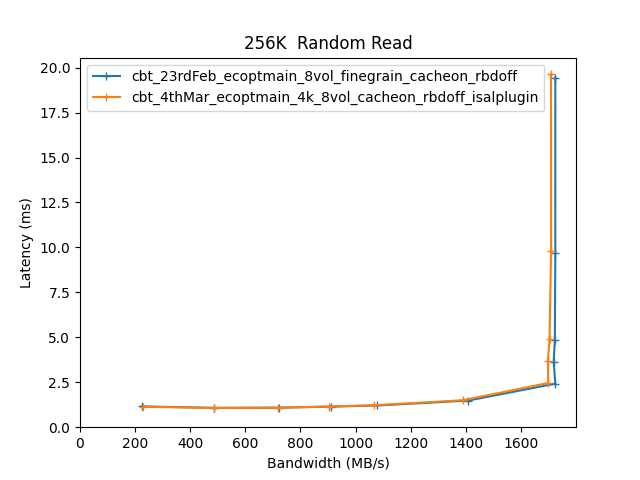 256K  Random Read
cbt_23rdFeb_ecoptmain_8vol_finegrain_cacheon_rbdoff
cbt_4thMar_ecoptmain_4k_8vol_cacheon_rbdoff_isalplugin
Latency (ms)
20.0
17.5
15.0
12.5
10.0
7.5
5.0
2.5
0.0
0 200 400 600 800 1000 1200 1400 1600
Bandwidth (MB/s)